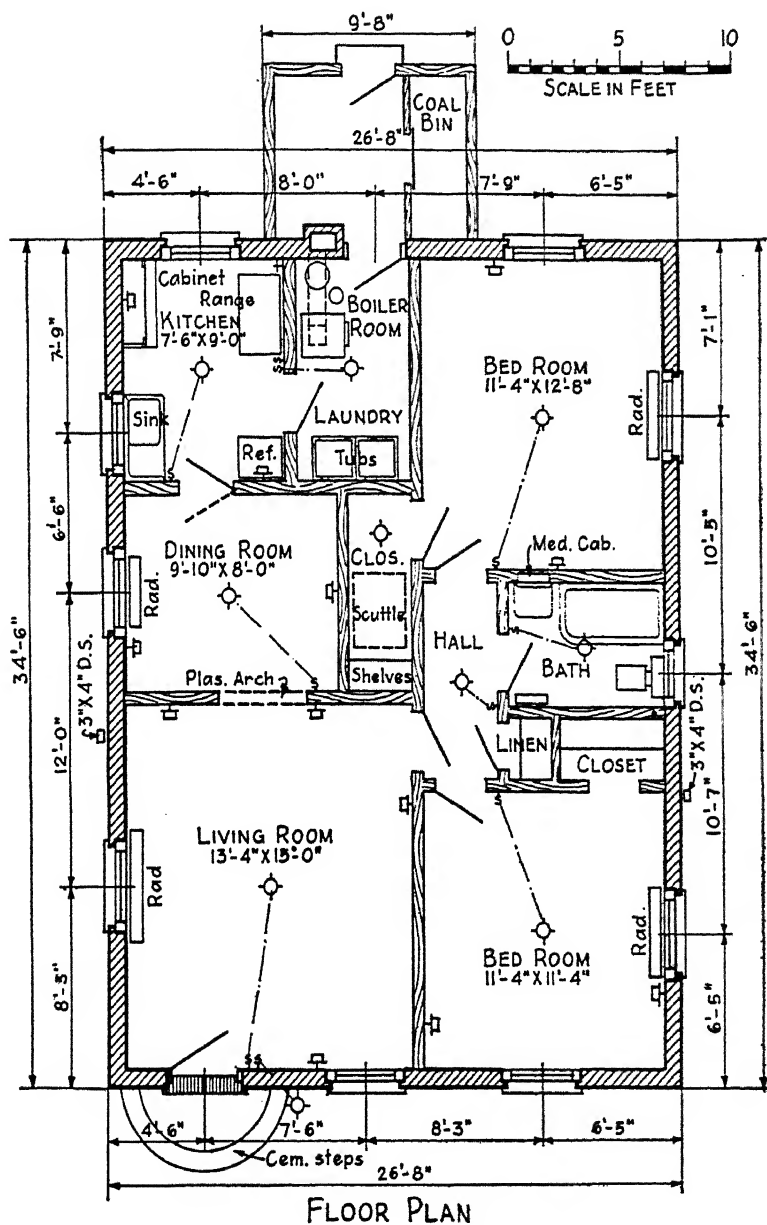 9'-8"
0 5 10
SCALE IN FEET
COAL
BIN
26'-8"
4'-6" 8'-0" 7'-9" 6'-5"
Cabinet
Range
KITCHEN
7'-6"X9'-0"
BOILER
ROOM
7'-9"
7'-1"
BED ROOM
11'-4"X12'-8"
Rad.
SS
Sink
LAUNDRY
Ref.
Tubs
S
S
6'-6"
10'-5"
DINING ROOM
9'-10"X8'-0"
Rad.
CLOS.
Scuttle
Shelves
Med. Cab.
HALL
BATH
S
S
S
34'-6"
34'-6"
Plas. Arch
3"X4" D.S.
3"X4" D.S.
LINEN
CLOSET
12'-0"
10'-7"
S
LIVING ROOM
13'-4"X15'-0"
Rad
BED ROOM
11'-4"X11'-4"
Rad.
8'-3"
6'-5"
SS
4'-6" 7'-6" 8'-3" 6'-5"
Cem. steps
26'-8"
FLOOR PLAN